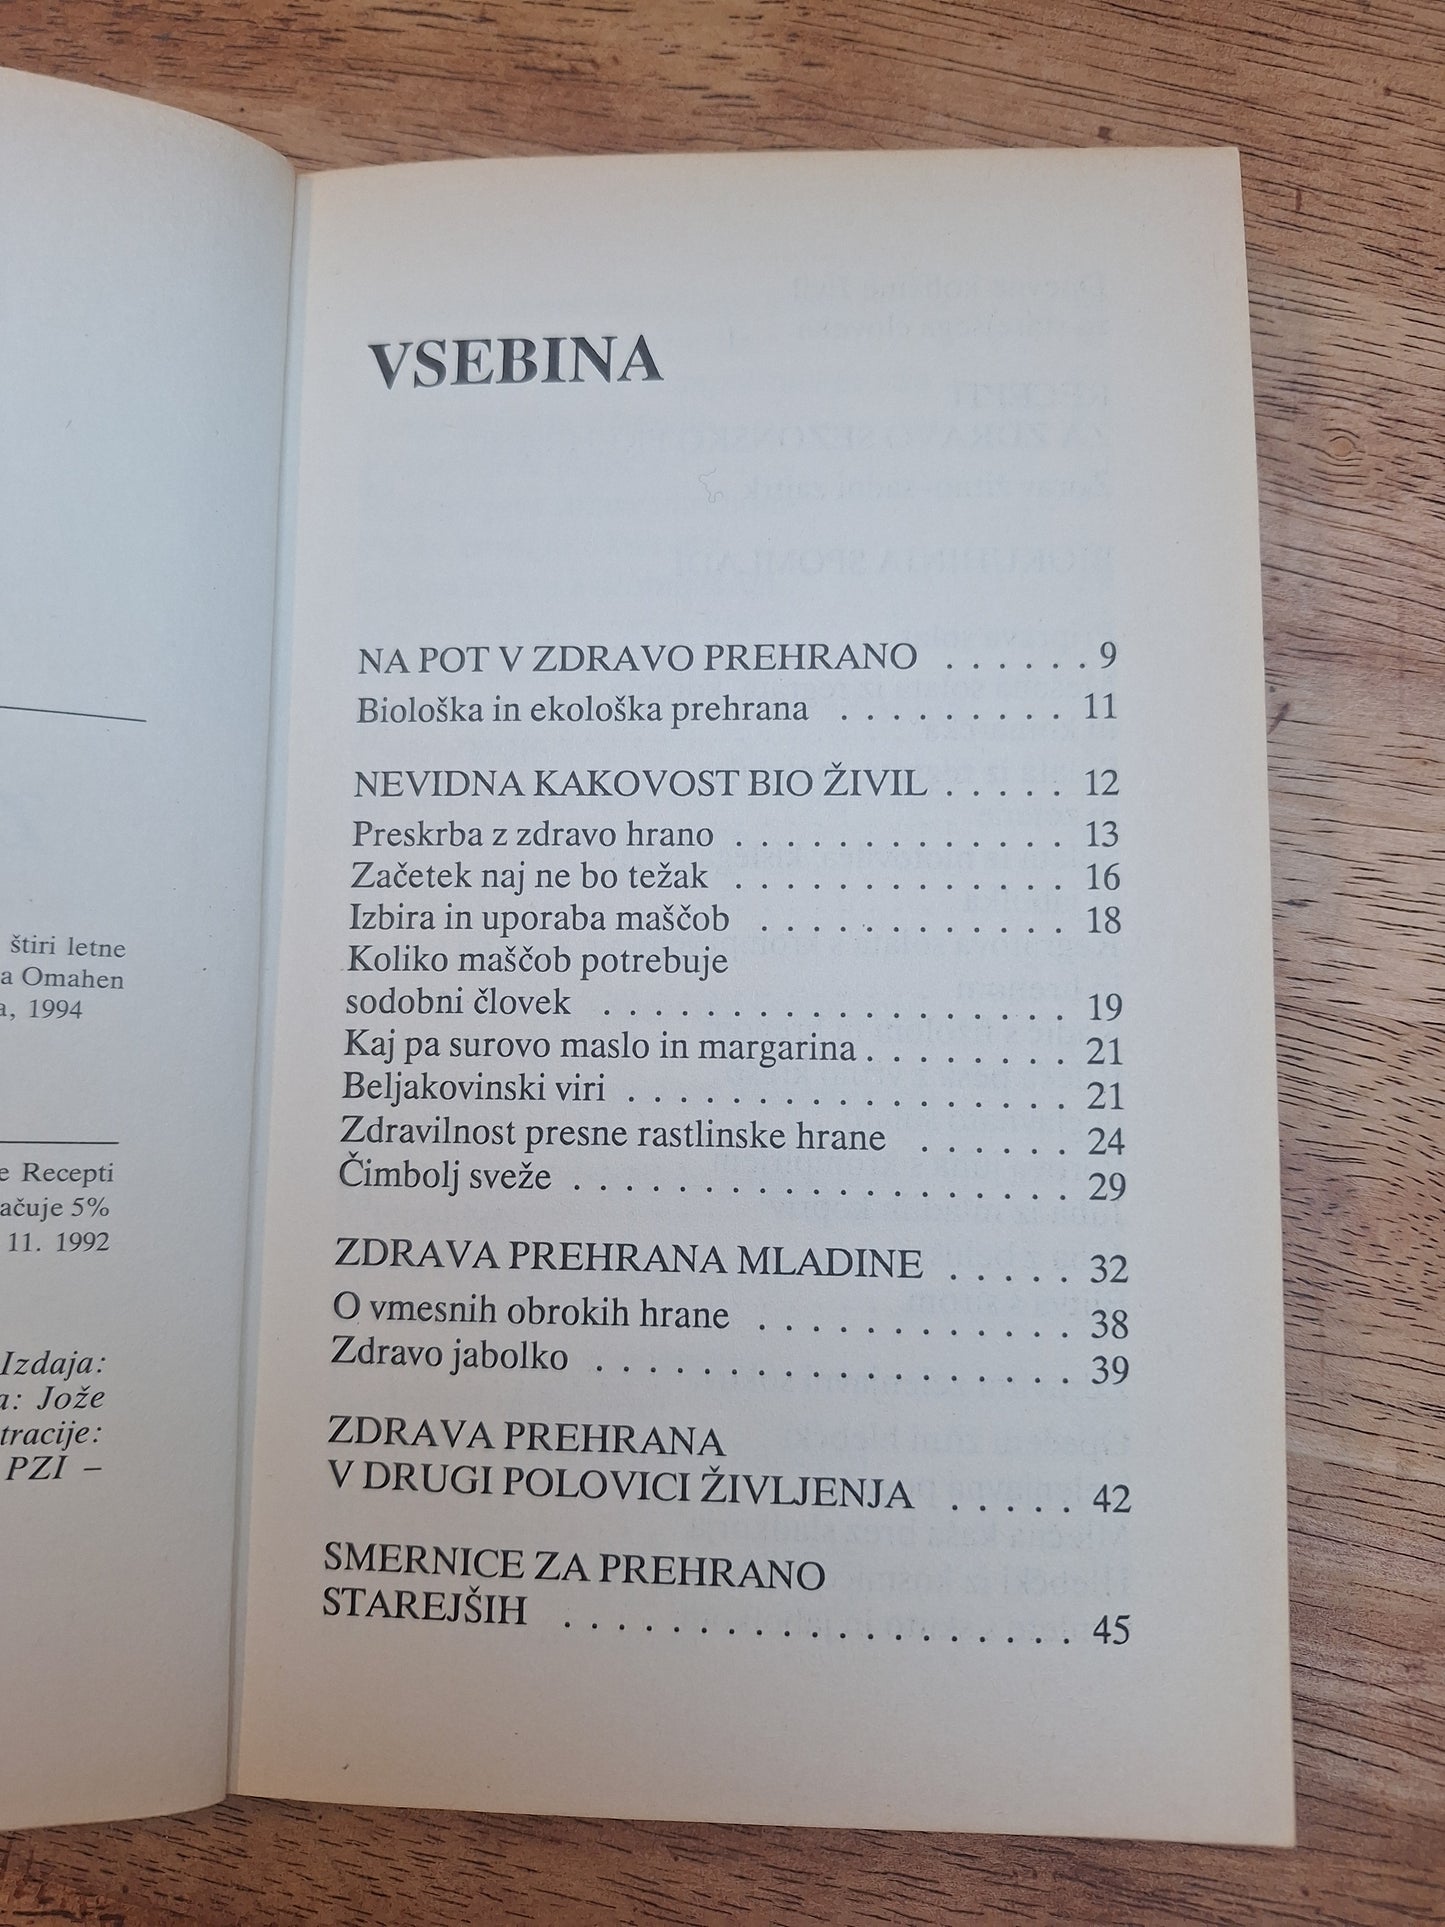 štiri letne
a Omahen
a, 1994
e Recepti
ačuje 5%
11. 1992
Izdaja:
a: Jože
tracije:
PZI –
VSEBINA
NA POT V ZDRAVO PREHRANO . . . . . . 9
Biološka in ekološka prehrana . . . . . . . . . 11
NEVIDNA KAKOVOST BIO ŽIVIL . . . . . 12
Preskrba z zdravo hrano . . . . . . . . . . . . . 13
Začetek naj ne bo težak . . . . . . . . . . . . . 16
Izbira in uporaba maščob . . . . . . . . . . . . 18
Koliko maščob potrebuje
sodobni človek . . . . . . . . . . . . . . . . . . 19
Kaj pa surovo maslo in margarina . . . . . . . . 21
Beljakovinski viri . . . . . . . . . . . . . . . . . 21
Zdravilnost presne rastlinske hrane . . . . . . 24
Čimbolj sveže . . . . . . . . . . . . . . . . . . . 29
ZDRAVA PREHRANA MLADINE . . . . . 32
O vmesnih obrokih hrane . . . . . . . . . . . . 38
Zdravo jabolko . . . . . . . . . . . . . . . . . . 39
ZDRAVA PREHRANA
V DRUGI POLOVICI ŽIVLJENJA . . . . . 42
SMERNICE ZA PREHRANO
STAREJŠIH . . . . . . . . . . . . . . . . . . . 45